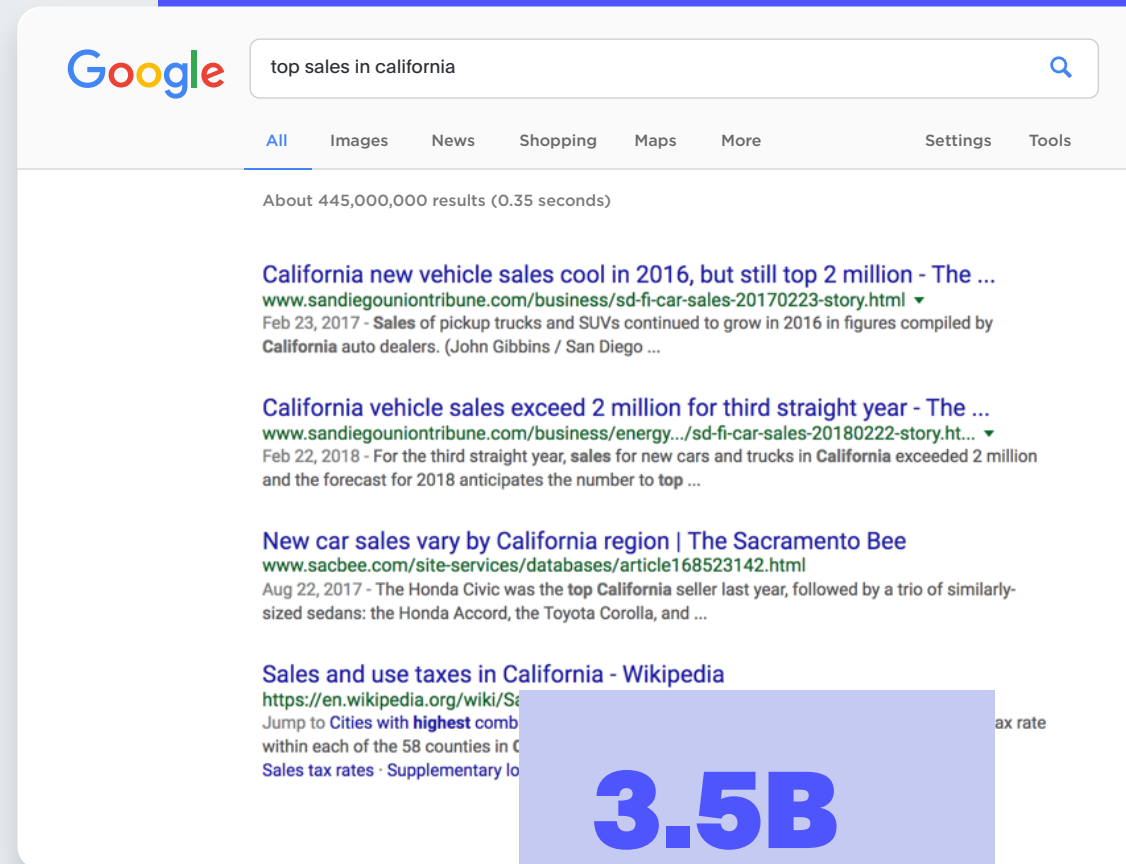 Google
top sales in california
All Images News Shopping Maps More Settings Tools
About 445,000,000 results (0.35 seconds)
California new vehicle sales cool in 2016, but still top 2 million - The ...
www.sandiegouniontribune.com/business/sd-fi-car-sales-20170223-story.html
Feb 23, 2017 - Sales of pickup trucks and SUVs continued to grow in 2016 in figures compiled by
California auto dealers. (John Gibbins / San Diego ...
California vehicle sales exceed 2 million for third straight year - The ...
www.sandiegouniontribune.com/business/energy.../sd-fi-car-sales-20180222-story.ht...
Feb 22, 2018 - For the third straight year, sales for new cars and trucks in California exceeded 2 million
and the forecast for 2018 anticipates the number to top ...
New car sales vary by California region | The Sacramento Bee
www.sacbee.com/site-services/databases/article168523142.html
Aug 22, 2017 - The Honda Civic was the top California seller last year, followed by a trio of similarly-
sized sedans: the Honda Accord, the Toyota Corolla, and ...
Sales and use taxes in California - Wikipedia
https://en.wikipedia.org/wiki/
Jump to Cities with highest ax rate
within each of the 58 counties in
Sales tax rates · Supplementary
3.5B